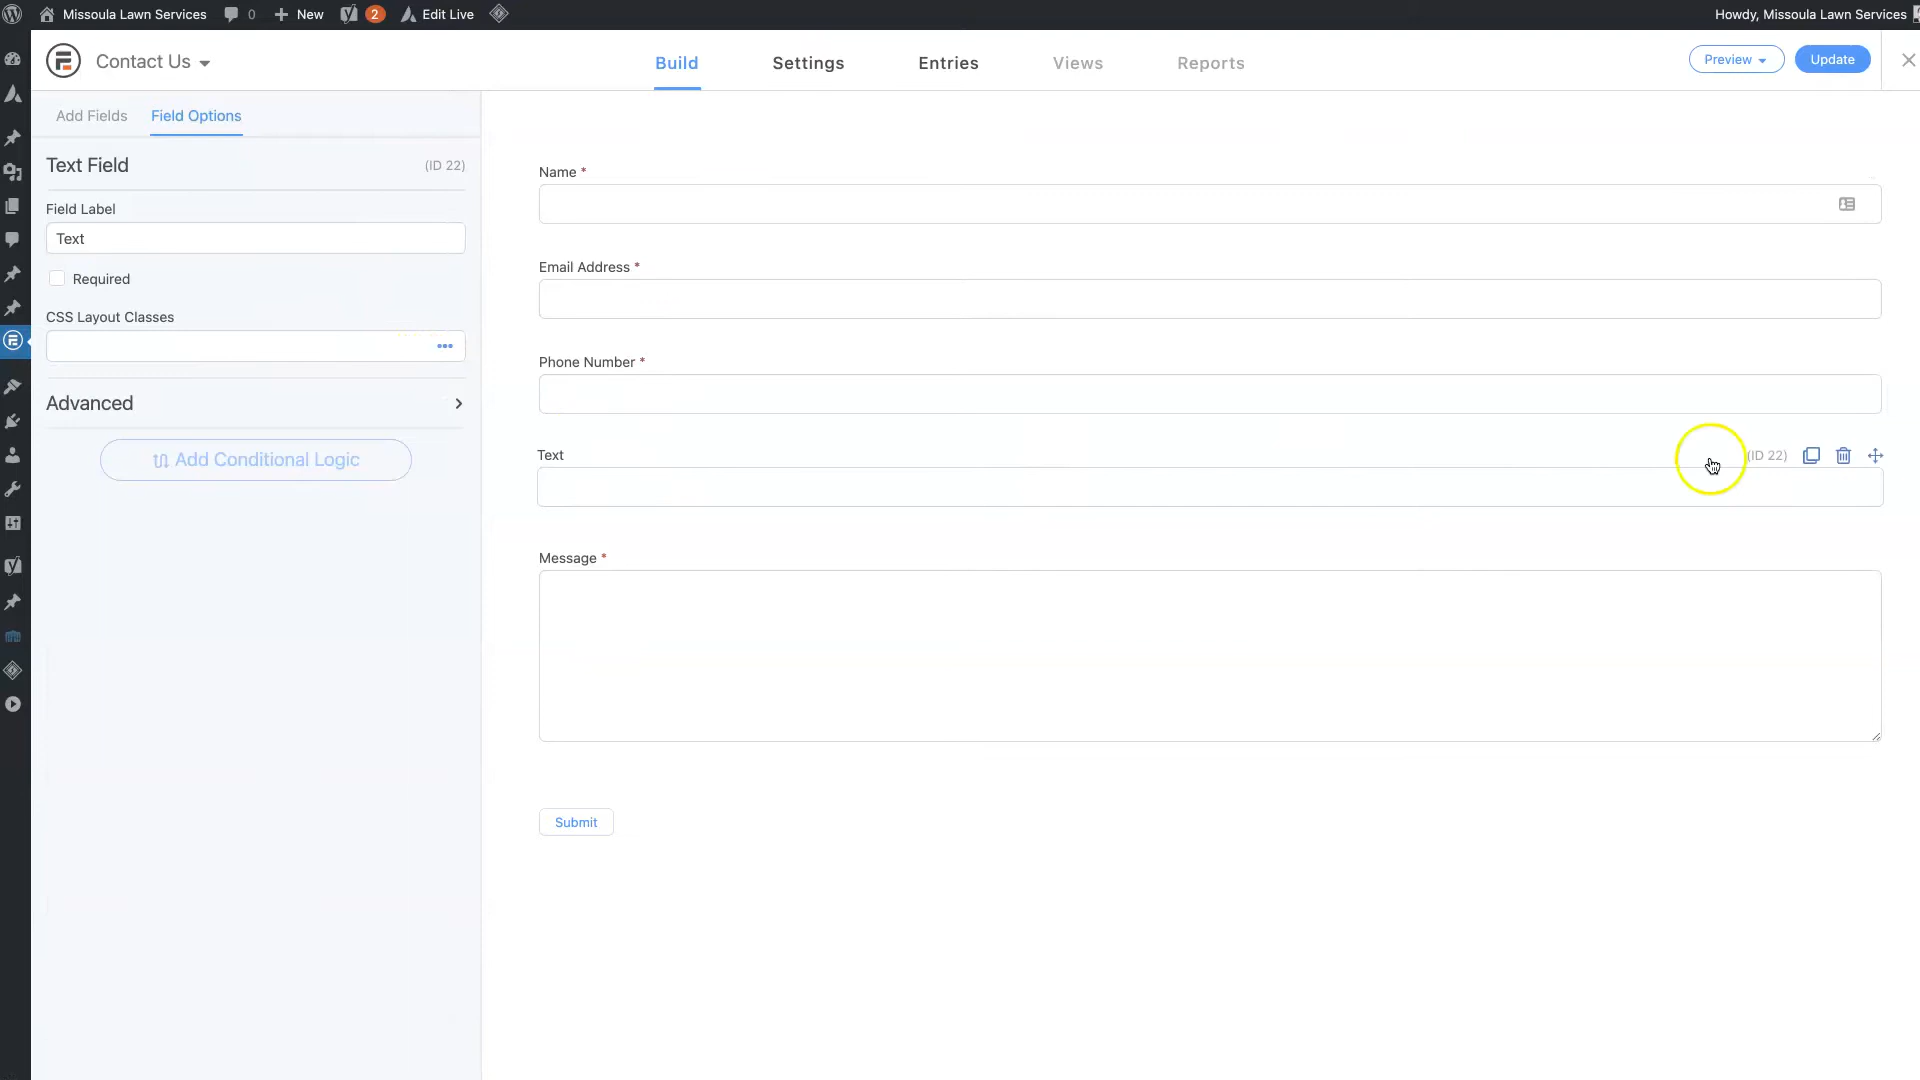 Missoula Lawn Services 0 New 2 Edit Live Howdy, Missoula Lawn Services
Contact Us Build Settings Entries Views Reports Preview Update
Add Fields Field Options
Text Field (ID 22)
Field Label
Text
Required
CSS Layout Classes
Advanced
Add Conditional Logic
Name *
Email Address *
Phone Number *
Text (ID 22)
Message *
Submit